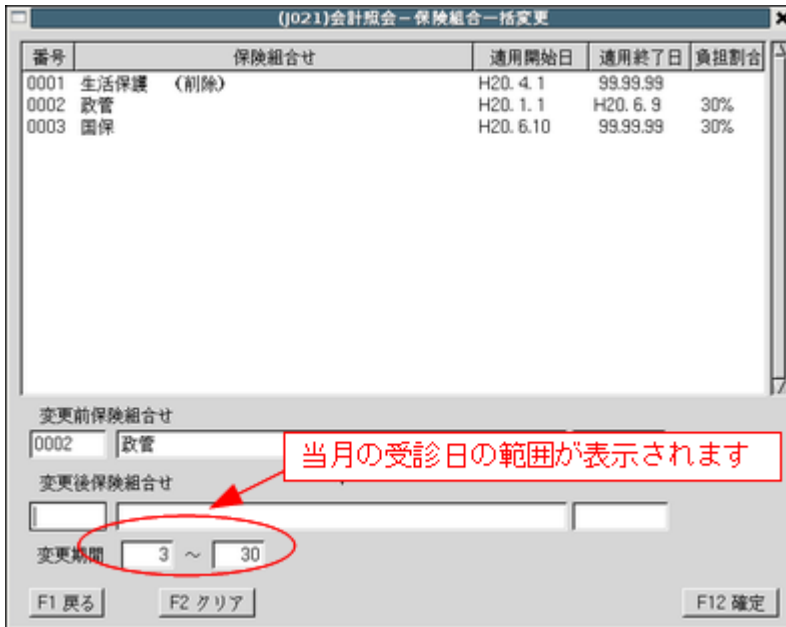 (J021)会計照会－保険組合一括変更
番号 保険組合せ 適用開始日 適用終了日 負担割合
0001 生活保護 (削除) H20. 4. 1 99.99.99
0002 政管 H20. 1. 1 H20. 6. 9 30%
0003 国保 H20. 6.10 99.99.99 30%
変更前保険組合せ
0002 政管
当月の受診日の範囲が表示されます
変更後保険組合せ
変更期間 3 ～ 30
F1 戻る F2 クリア F12 確定